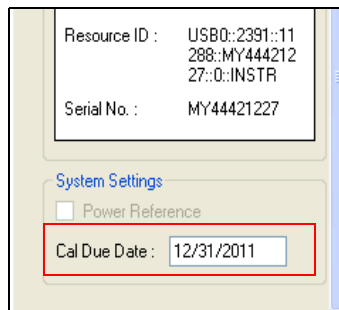 Resource ID : USB0::2391::11
288::MY444212
27::0::INSTR
Serial No. : MY44421227
System Settings
Power Reference
Cal Due Date : 12/31/2011